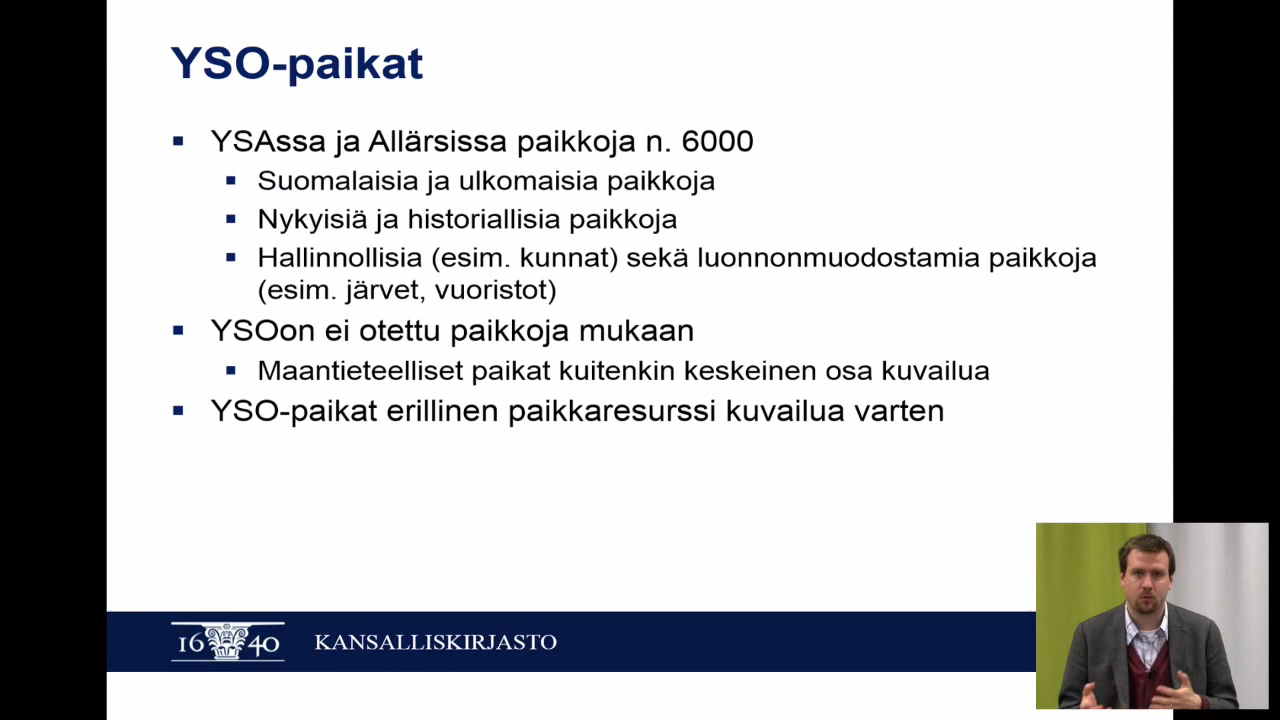 YSO-paikat
▪ YSAssa ja Allärsissa paikkoja n. 6000
▪ Suomalaisia ja ulkomaisia paikkoja
▪ Nykyisiä ja historiallisia paikkoja
▪ Hallinnollisia (esim. kunnat) sekä luonnonmuodostamia paikkoja
(esim. järvet, vuoristot)
▪ YSOon ei otettu paikkoja mukaan
▪ Maantieteelliset paikat kuitenkin keskeinen osa kuvailua
▪ YSO-paikat erillinen paikkaresurssi kuvailua varten
16 40 KANSALLISKIRJASTO